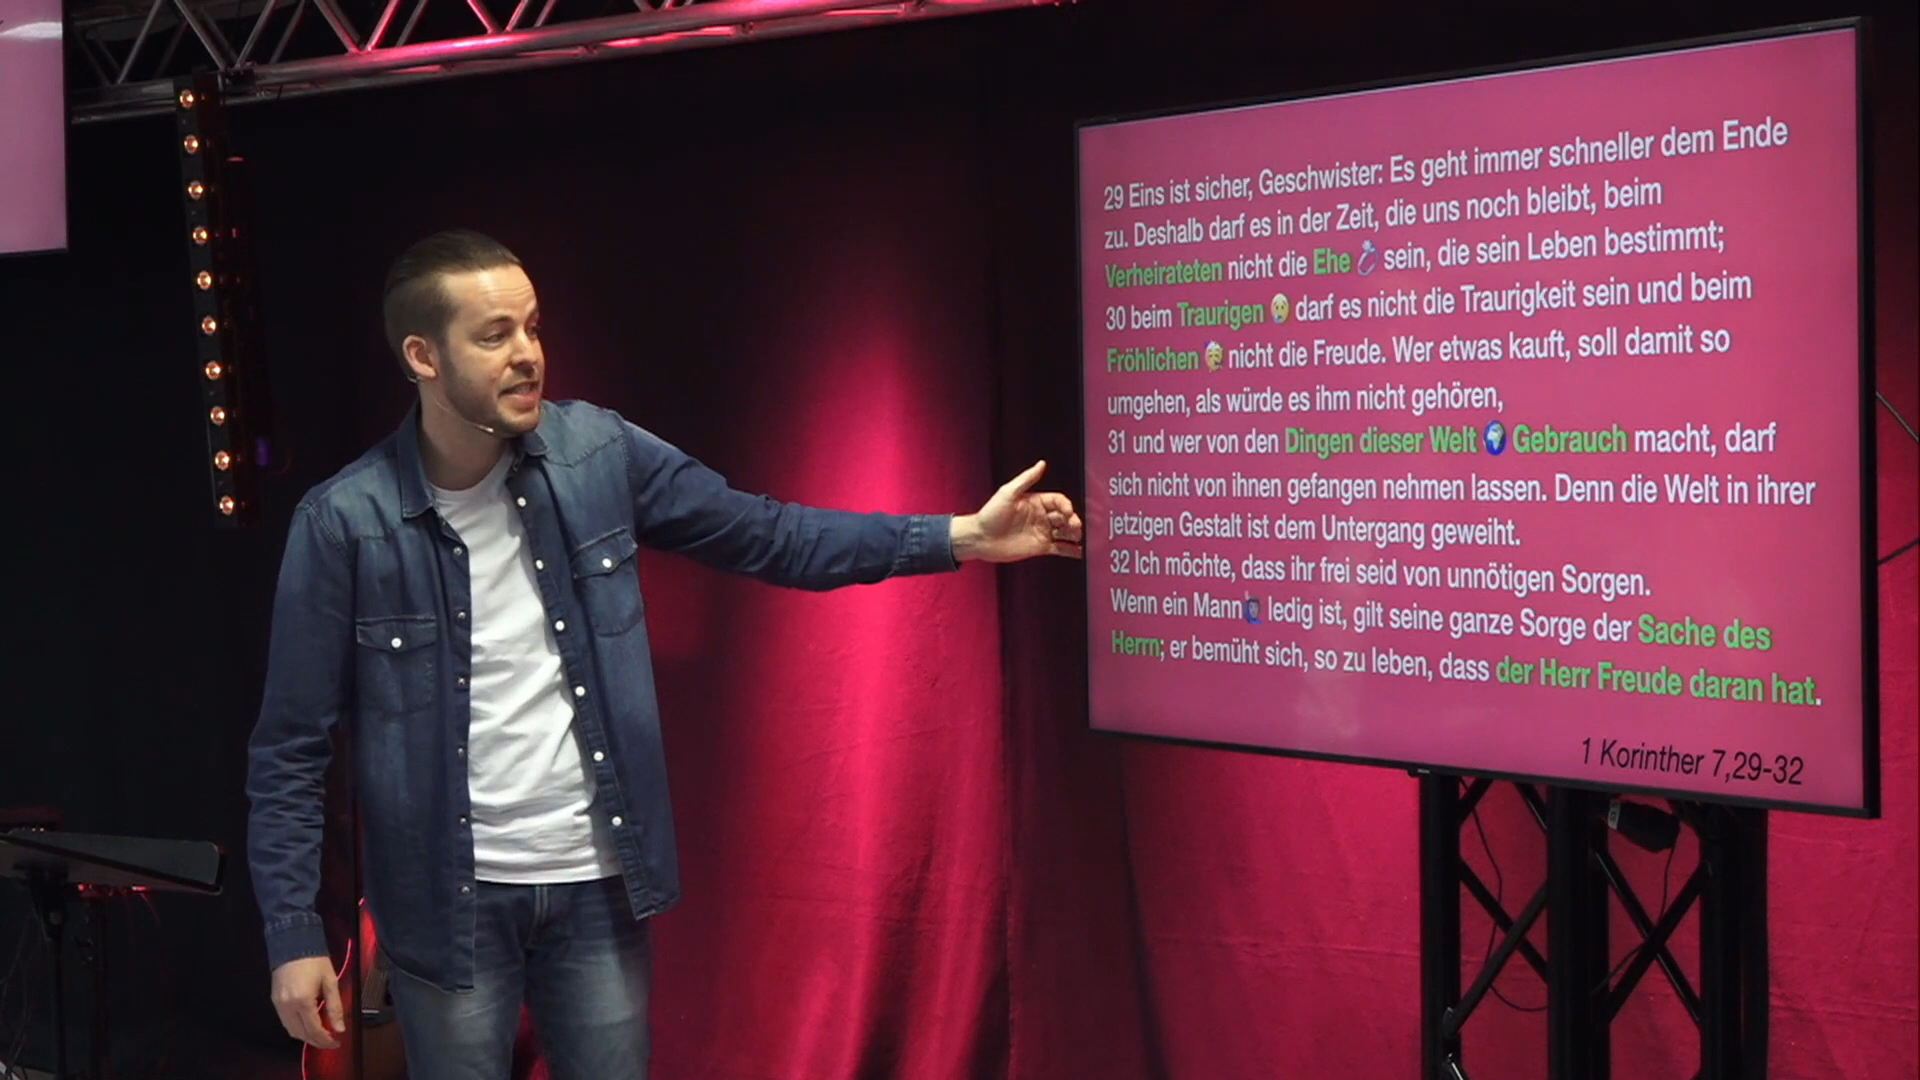 29 Eins ist sicher, Geschwister: Es geht immer schneller dem Ende
zu. Deshalb darf es in der Zeit, die uns noch bleibt, beim
Verheirateten nicht die Ehe 💍 sein, die sein Leben bestimmt;
30 beim Traurigen 😢 darf es nicht die Traurigkeit sein und beim
Fröhlichen 🥳 nicht die Freude. Wer etwas kauft, soll damit so
umgehen, als würde es ihm nicht gehören,
31 und wer von den Dingen dieser Welt 🌍 Gebrauch macht, darf
sich nicht von ihnen gefangen nehmen lassen. Denn die Welt in ihrer
jetzigen Gestalt ist dem Untergang geweiht.
32 Ich möchte, dass ihr frei seid von unnötigen Sorgen.
Wenn ein Mann🙋🏻‍♂️ ledig ist, gilt seine ganze Sorge der Sache des
Herrn; er bemüht sich, so zu leben, dass der Herr Freude daran hat.
1 Korinther 7,29-32